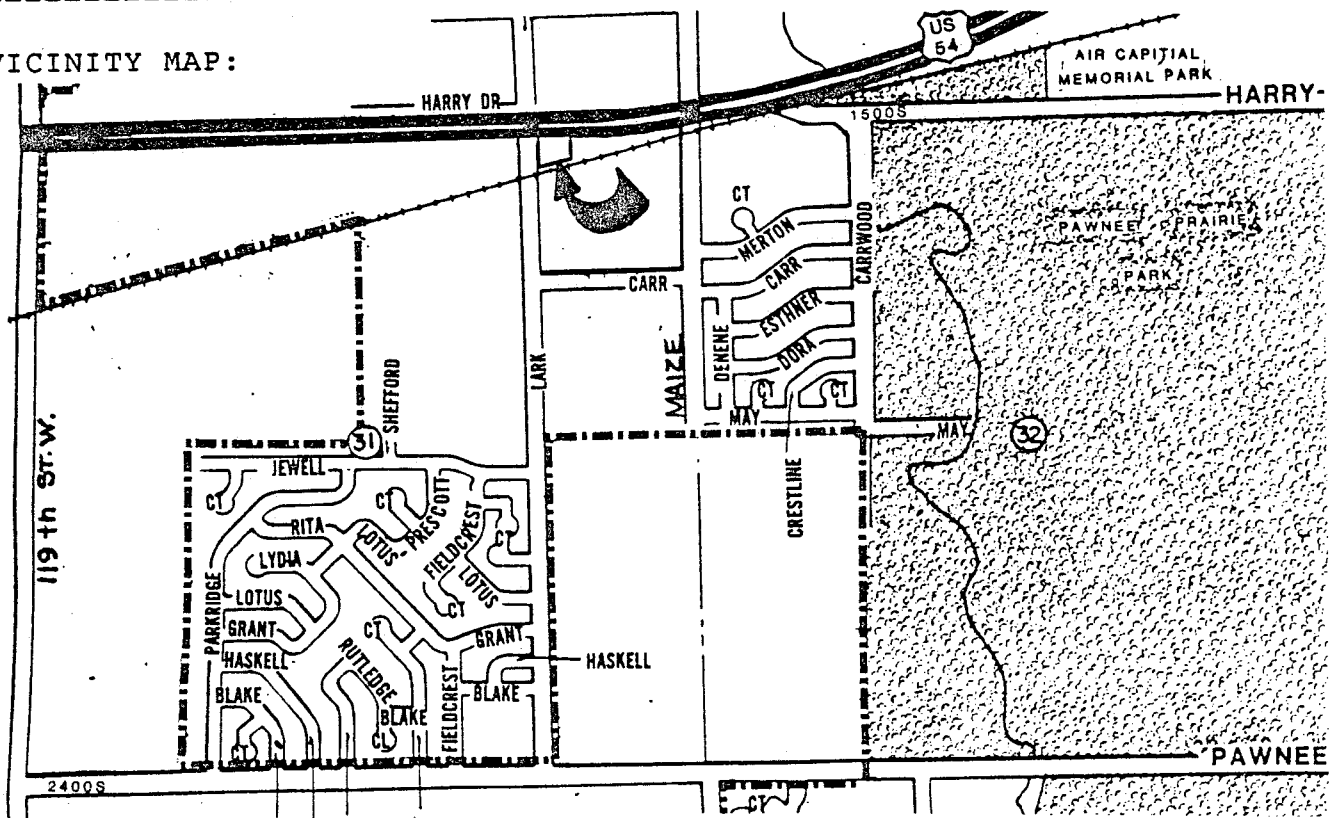 VICINITY MAP:
US
54
AIR CAPITIAL
MEMORIAL PARK
HARRY DR
HARRY
1500S
CT
MERTON
CARRWOOD
PAWNEE PRAIRIE
PARK
CARR
CARR
ESTHNER
DENENE
DORA
LARK
MAIZE
CT
CT
SHEFFORD
MAY
MAY
31
32
119th ST. W.
JEWELL
CT
CT
PRESCOTT
FIELDCREST
CRESTLINE
RITA
LOTUS
CT
LYDIA
LOTUS
LOTUS
CT
PARKRIDGE
GRANT
CT
GRANT
HASKELL
RUTLEDGE
HASKELL
BLAKE
BLAKE
BLAKE
FIELDCREST
CT
CL
PAWNEE
2400S
CT